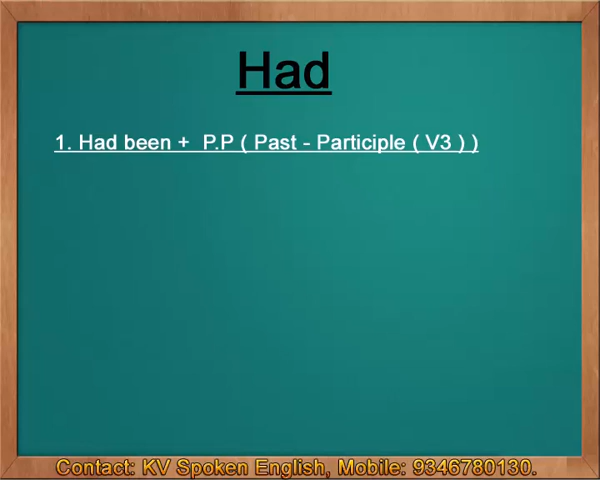 Had
1. Had been + P.P ( Past - Participle ( V3 ) )
Contact: KV Spoken English, Mobile: 9346780130.